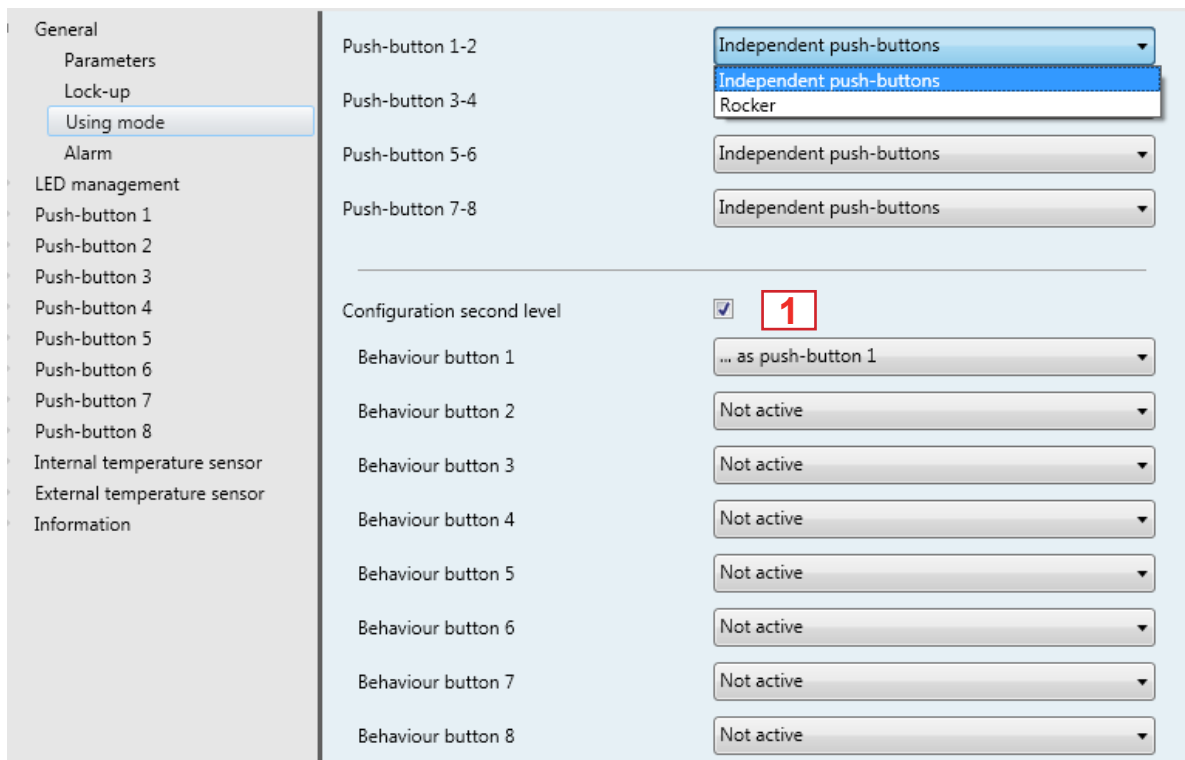 General
Parameters
Lock-up
Using mode
Alarm
LED management
Push-button 1
Push-button 2
Push-button 3
Push-button 4
Push-button 5
Push-button 6
Push-button 7
Push-button 8
Internal temperature sensor
External temperature sensor
Information
Push-button 1-2 Independent push-buttons
Independent push-buttons
Rocker
Push-button 3-4
Push-button 5-6 Independent push-buttons
Push-button 7-8 Independent push-buttons
Configuration second level 1
Behaviour button 1 ... as push-button 1
Behaviour button 2 Not active
Behaviour button 3 Not active
Behaviour button 4 Not active
Behaviour button 5 Not active
Behaviour button 6 Not active
Behaviour button 7 Not active
Behaviour button 8 Not active